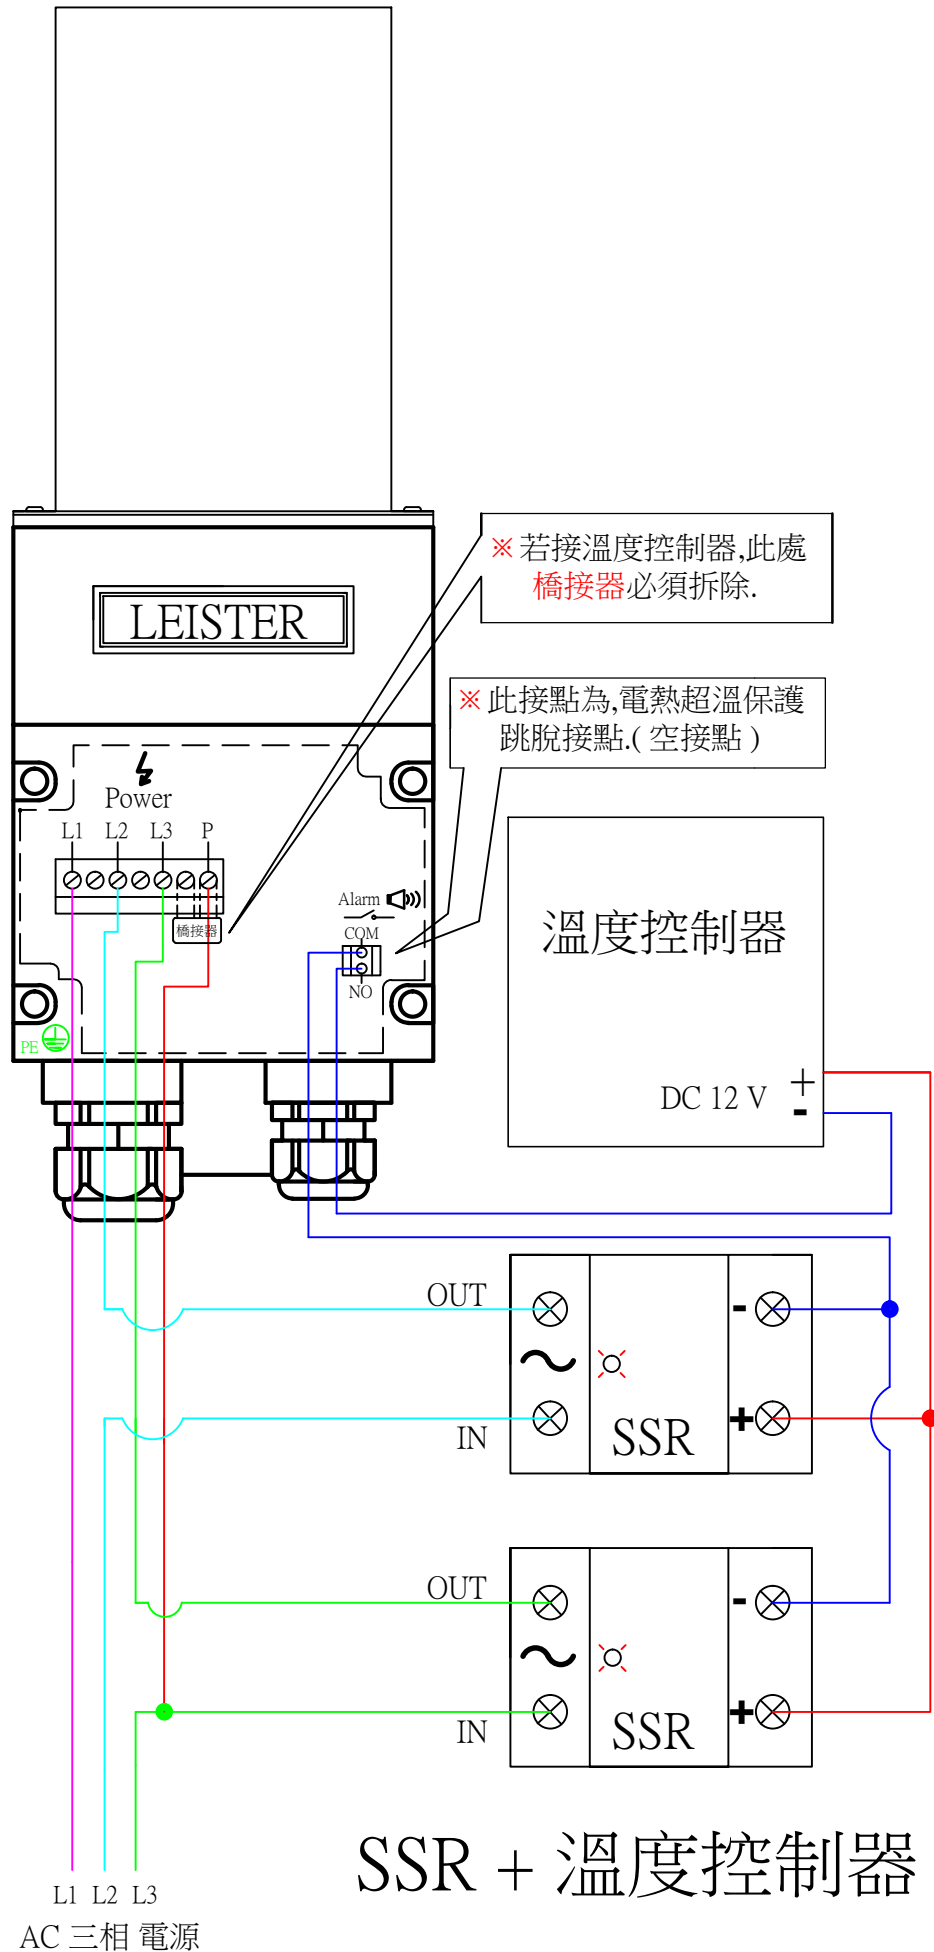 ※ 若接溫度控制器,此處
橋接器必須拆除.
LEISTER
※ 此接點為,電熱超溫保護
跳脫接點.( 空接點 )
Power
L1 L2 L3 P
橋接器
Alarm
COM
NO
PE
溫度控制器
DC 12 V + -
OUT -
IN SSR +
OUT -
IN SSR +
SSR + 溫度控制器
L1 L2 L3
AC 三相 電源